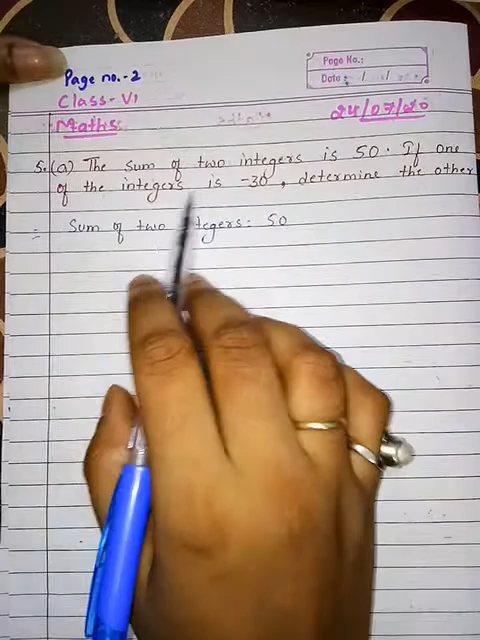 Page no.-2
Page No.:
Date :
Class-VI
24/07/20
Maths
5.(a) The sum of two integers is 50. If one
of the integers is -30, determine the other
Sum of two tegers: 50